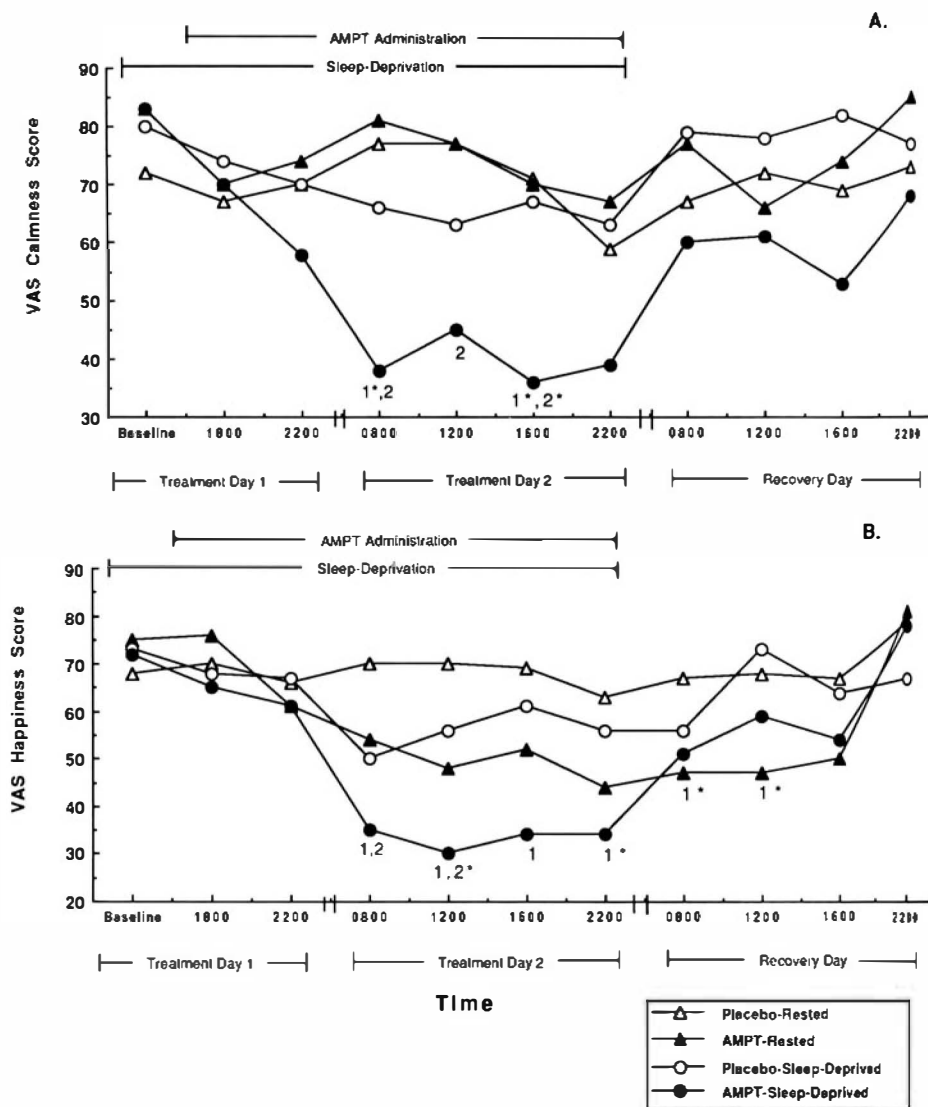 A.
AMPT Administration
Sleep-Deprivation
90
80
70
60
50
40
30
VAS Calmness Score
1*,2
2
1*,2*
Baseline 1800 2200 0800 1200 1600 2200 0800 1200 1600 2200
Treatment Day 1 Treatment Day 2 Recovery Day
B.
AMPT Administration
Sleep-Deprivation
90
80
70
60
50
40
30
20
VAS Happiness Score
1,2
1,2*
1
1*
1*
1*
Baseline 1800 2200 0800 1200 1600 2200 0800 1200 1600 2200
Treatment Day 1 Treatment Day 2 Recovery Day
Time
Placebo-Rested
AMPT-Rested
Placebo-Sleep-Deprived
AMPT-Sleep-Deprived